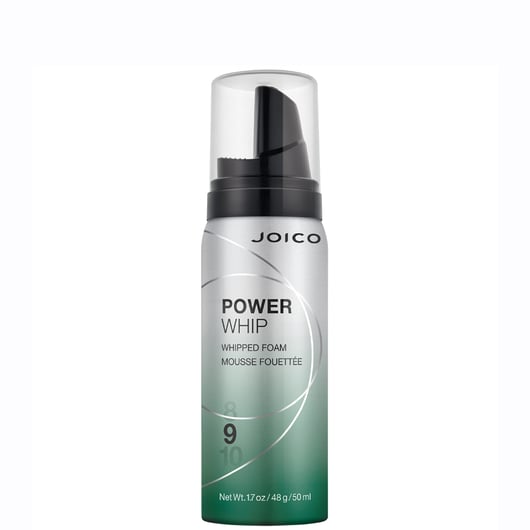 JOICO
POWER
WHIP
WHIPPED FOAM
MOUSSE FOUETTÉE
8
9
10
Net Wt. 1.7 oz / 48 g / 50 ml